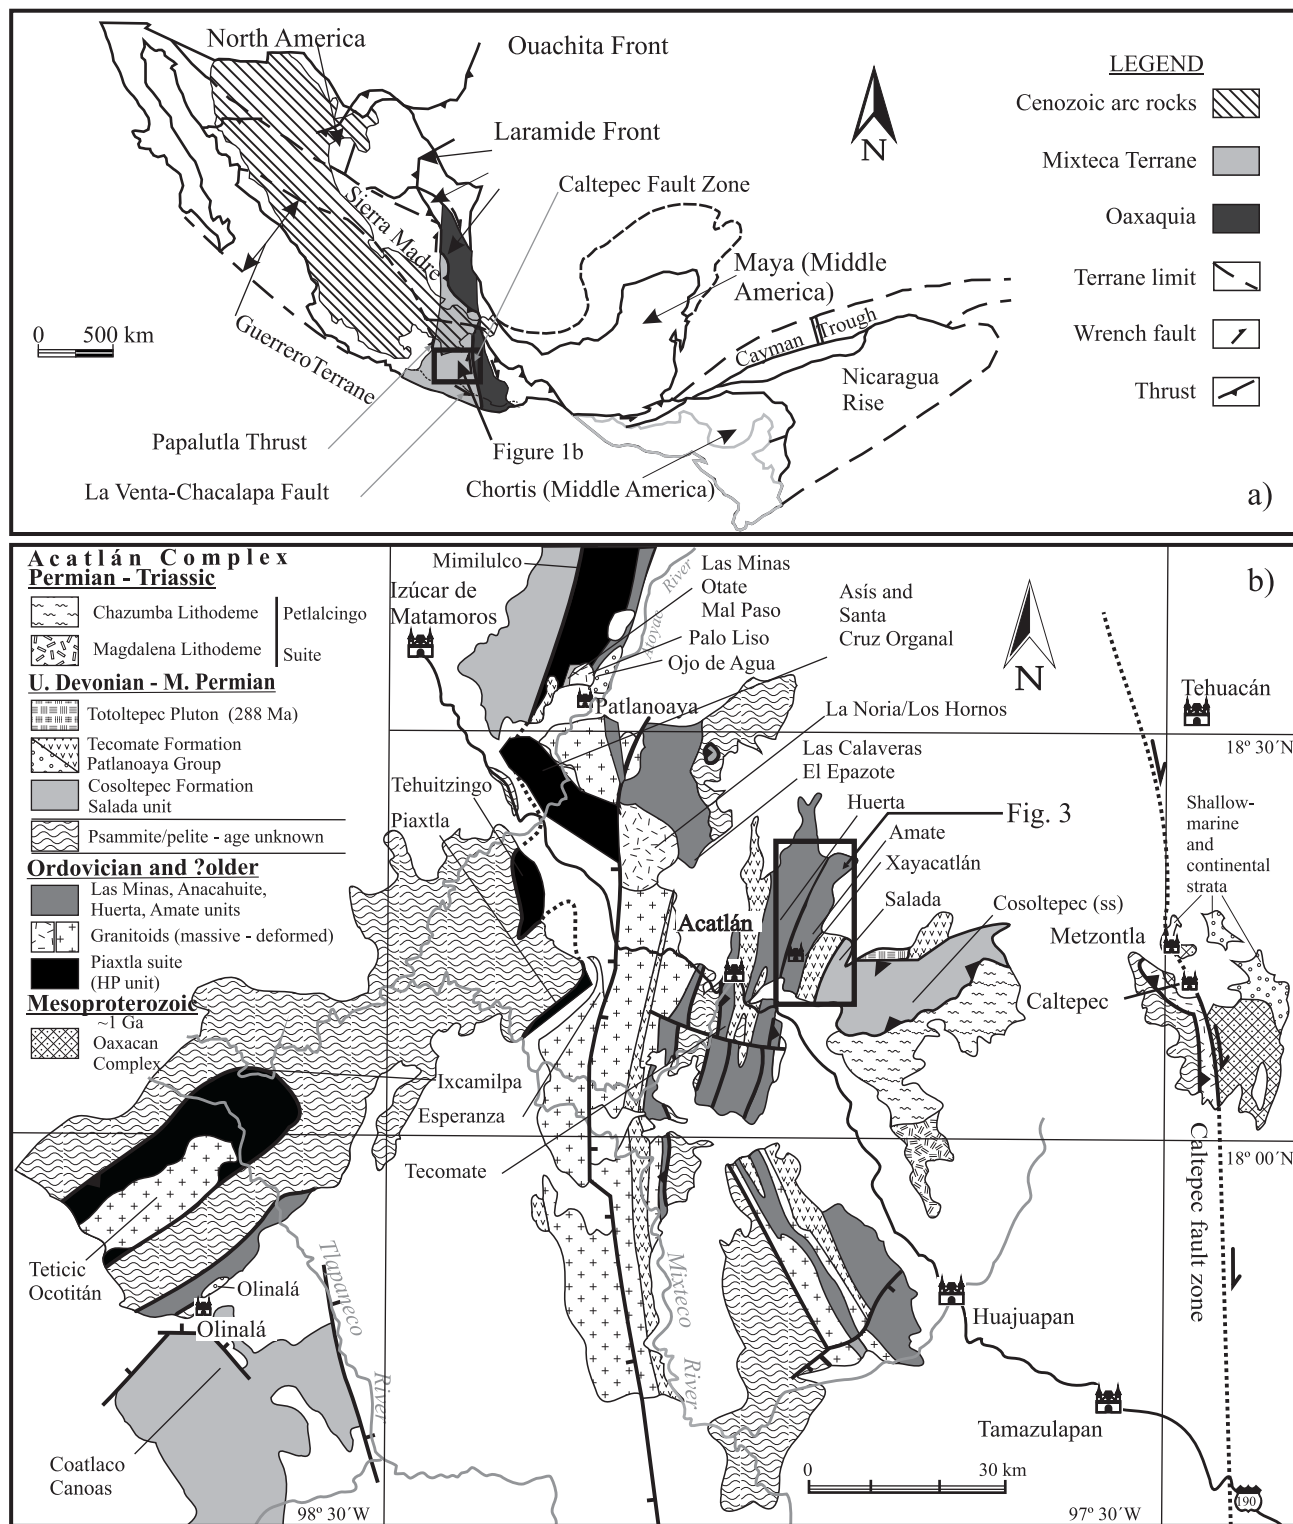 North America
Ouachita Front
LEGEND
Cenozoic arc rocks
Laramide Front
N
Mixteca Terrane
Caltepec Fault Zone
Sierra Madre
Oaxaquia
Maya (Middle
America)
Terrane limit
0 500 km
Guerrero Terrane
Cayman Trough
Wrench fault
Nicaragua
Rise
Thrust
Papalutla Thrust
Figure 1b
La Venta-Chacalapa Fault
Chortis (Middle America)
a)
Acatlán Complex
Permian - Triassic
Chazumba Lithodeme
Petlalcingo
Magdalena Lithodeme
Suite
U. Devonian - M. Permian
Totoltepec Pluton (288 Ma)
Tecomate Formation
Patlanoaya Group
Cosoltepec Formation
Salada unit
Psammite/pelite - age unknown
Ordovician and ?older
Las Minas, Anacahuite,
Huerta, Amate units
Granitoids (massive - deformed)
Piaxtla suite
(HP unit)
Mesoproterozoic
~1 Ga
Oaxacan
Complex
b)
Mimilulco
Izúcar de
Matamoros
Las Minas
Otate
Mal Paso
Palo Liso
Ojo de Agua
Atoyac River
Asís and
Santa
Cruz Organal
N
Tehuacán
Patlanoaya
La Noria/Los Hornos
18º 30´N
Las Calaveras
El Epazote
Tehuitzingo
Piaxtla
Huerta
Fig. 3
Amate
Xayacatlán
Shallow-
marine
and
continental
strata
Salada
Acatlán
Cosoltepec (ss)
Metzontla
Caltepec
Ixcamilpa
Esperanza
Tecomate
18º 00´N
Caltepec fault zone
Teticic
Ocotitán
Olinalá
Olinalá
Tlapaneco
River
Mixteco
River
Huajuapan
Tamazulapan
Coatlaco
Canoas
0 30 km
98º 30´W
97º 30´W
190